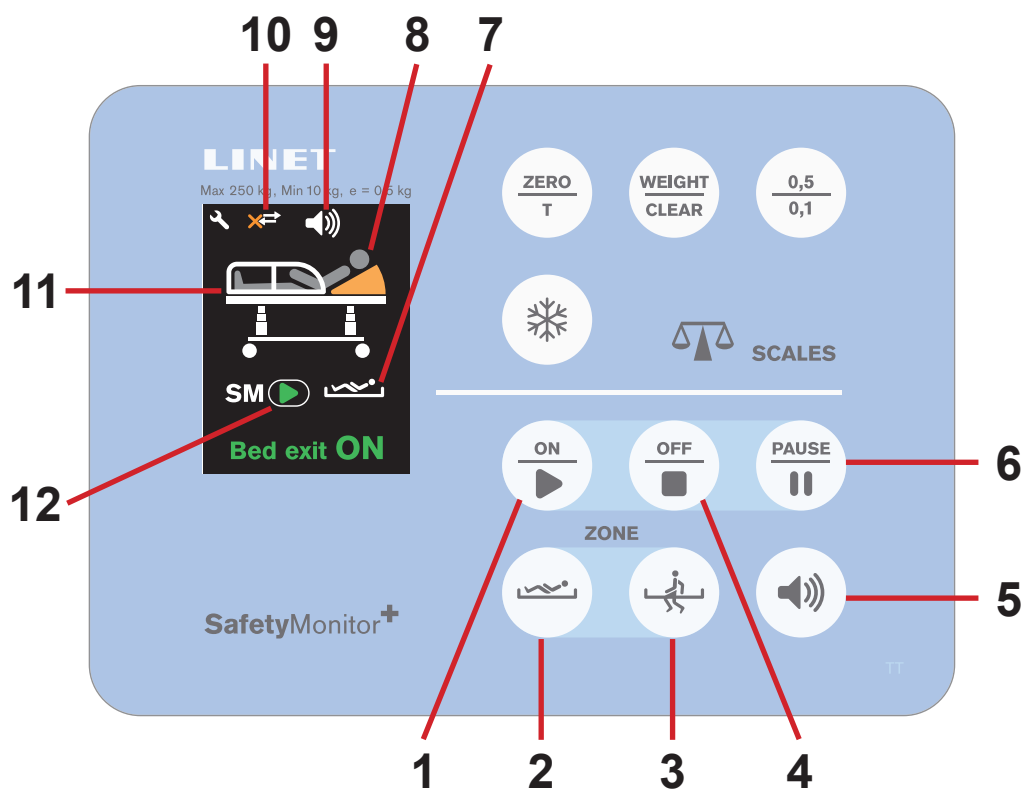 10 9 8 7
LINET
Max 250 kg, Min 10 kg, e = 0,5 kg
ZERO
T
WEIGHT
CLEAR
0,5
0,1
11
SCALES
SM
Bed exit ON
12
ON
OFF
PAUSE
6
ZONE
5
SafetyMonitor+
TT
1 2 3 4